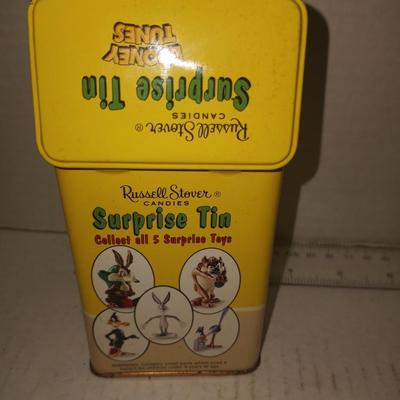 LOONEY
TUNES
Surprise Tin
CANDIES
Russell Stover®
Russell Stover®
CANDIES
Surprise Tin
Collect all 5 Surprise Toys